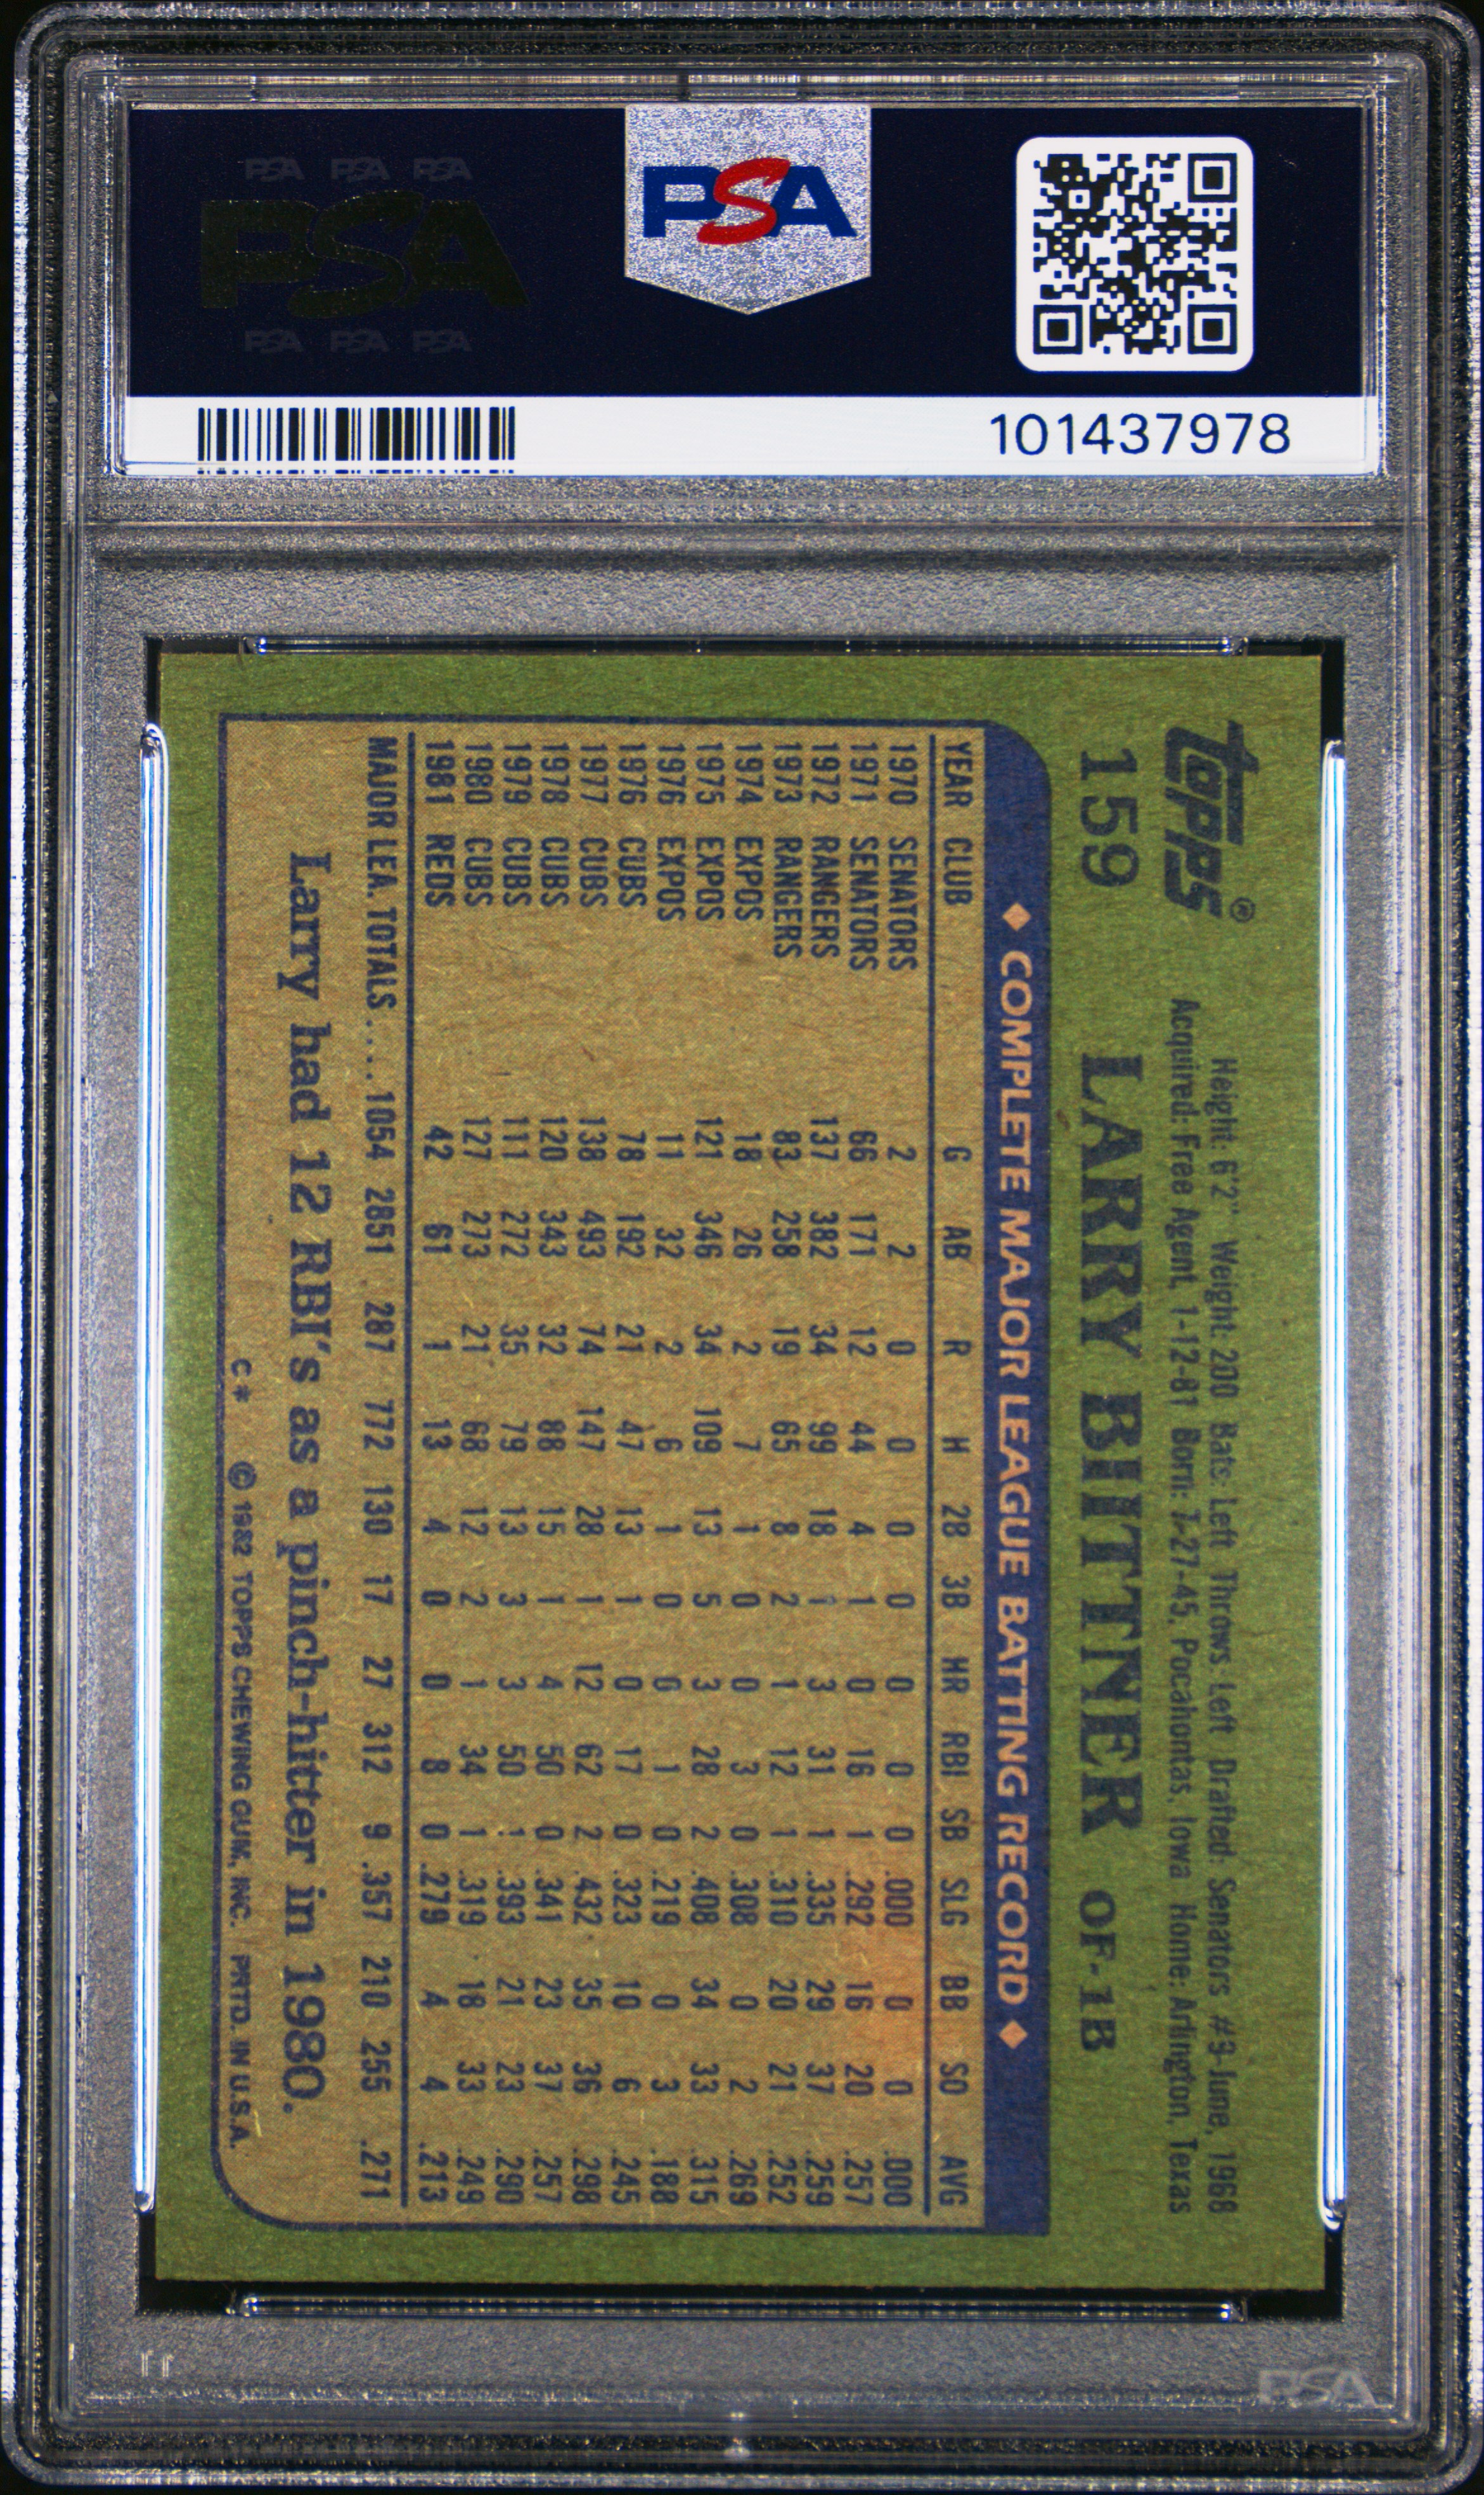 PSA PSA PSA
PSA
PSA PSA PSA
PSA
101437978
topps®
Height: 6'2" Weight: 200 Bats: Left Throws: Left Drafted: Senators #3-June, 1968
Acquired: Free Agent, 1-12-81 Born: 7-27-45, Pocahontas, Iowa Home: Arlington, Texas
159 LARRY BIITTNER OF-1B
◆ COMPLETE MAJOR LEAGUE BATTING RECORD ◆
YEAR CLUB G AB R H 2B 3B HR RBI SB SLG BB SO AVG
1970 SENATORS 2 2 0 0 0 0 0 0 0 .000 0 0 .000
1971 SENATORS 66 171 12 44 4 1 0 16 1 .292 16 20 .257
1972 RANGERS 137 382 34 99 18 1 3 31 1 .335 29 37 .259
1973 RANGERS 83 258 19 65 8 2 1 12 1 .310 20 21 .252
1974 EXPOS 18 26 2 7 1 0 0 3 0 .308 0 2 .269
1975 EXPOS 121 346 34 109 13 5 3 28 2 .408 34 33 .315
1976 EXPOS 11 32 2 6 1 0 0 1 0 .219 0 3 .188
1976 CUBS 78 192 21 47 13 1 0 17 0 .323 10 6 .245
1977 CUBS 138 493 74 147 28 1 12 62 2 .432 35 36 .298
1978 CUBS 120 343 32 88 15 1 4 50 0 .341 23 37 .257
1979 CUBS 111 272 35 79 13 3 3 50 1 .393 21 23 .290
1980 CUBS 127 273 21 68 12 2 1 34 1 .319 18 33 .249
1981 REDS 42 61 1 13 4 0 0 8 0 .279 4 4 .213
MAJOR LEA. TOTALS .... 1054 2851 287 772 130 17 27 312 9 .357 210 255 .271
Larry had 12 RBI's as a pinch-hitter in 1980.
C* © 1982 TOPPS CHEWING GUM, INC. PRTD. IN U.S.A.
PSA